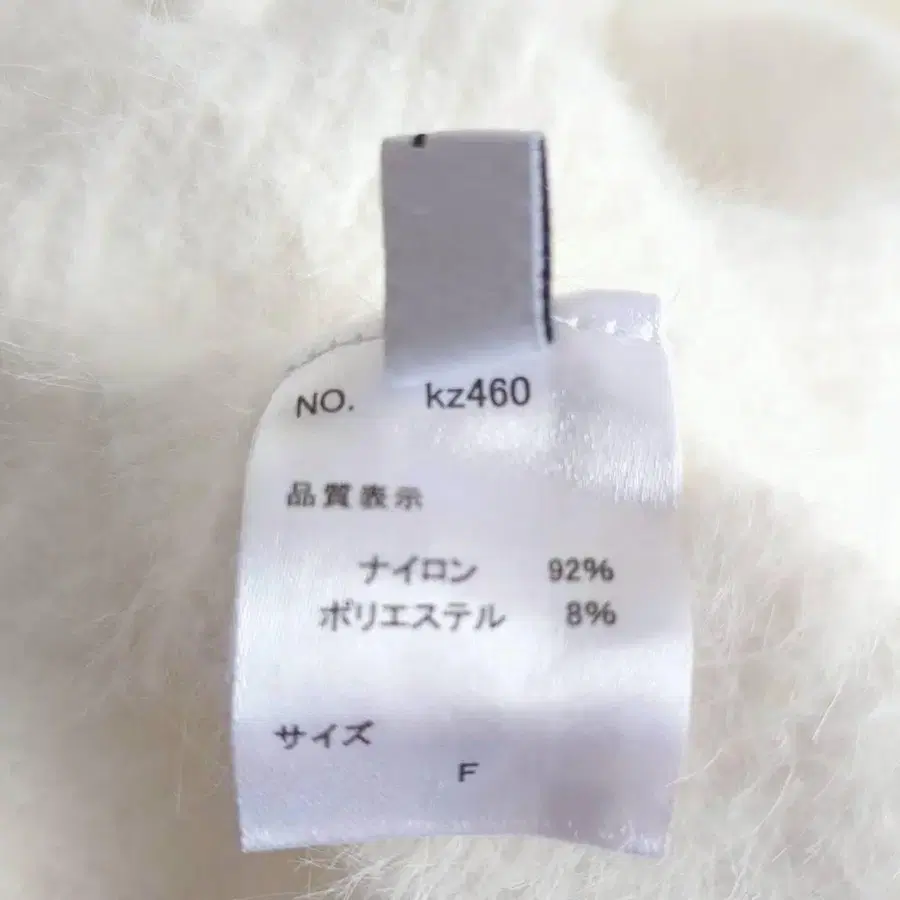 NO. kz460
品質表示
ナイロン 92%
ポリエステル 8%
サイズ
F